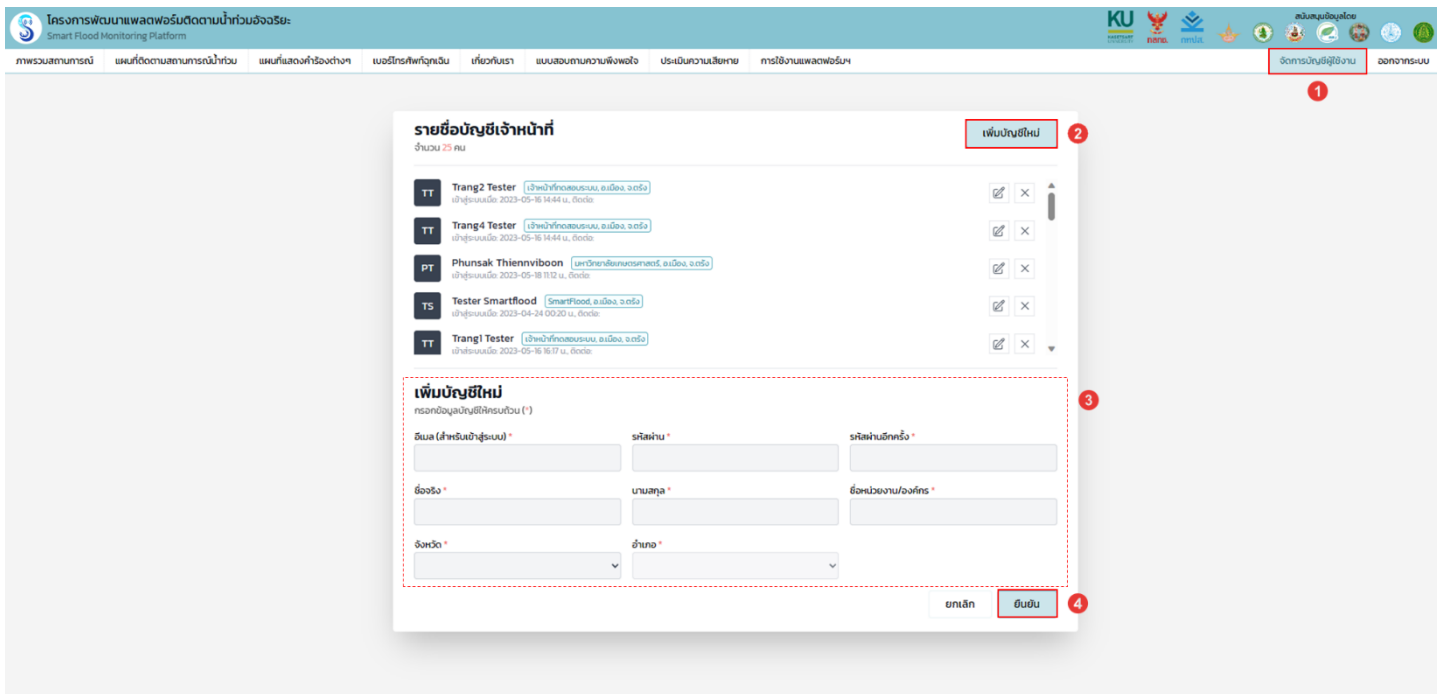 โครงการพัฒนาแพลตฟอร์มติดตามน้ำท่วมอัจฉริยะ
Smart Flood Monitoring Platform
KU
KASETSART
กสทช.
กทปส.
สนับสนุนข้อมูลโดย
ภาพรวมสถานการณ์ แผนที่ติดตามสถานการณ์น้ำท่วม แผนที่แสดงคำร้องต่างๆ เบอร์โทรศัพท์ฉุกเฉิน เกี่ยวกับเรา แบบสอบถามความพึงพอใจ ประเมินความเสียหาย การใช้งานแพลตฟอร์มฯ จัดการบัญชีผู้ใช้งาน ออกจากระบบ
1
รายชื่อบัญชีเจ้าหน้าที่
จำนวน 25 คน
เพิ่มบัญชีใหม่ 2
TT Trang2 Tester เจ้าหน้าที่ทดสอบระบบ, อ.เมือง, จ.ตรัง
เข้าสู่ระบบเมื่อ: 2023-05-16 14:44 น., ติดต่อ:
TT Trang4 Tester เจ้าหน้าที่ทดสอบระบบ, อ.เมือง, จ.ตรัง
เข้าสู่ระบบเมื่อ: 2023-05-16 14:44 น., ติดต่อ:
PT Phunsak Thiennviboon มหาวิทยาลัยเกษตรศาสตร์, อ.เมือง, จ.ตรัง
เข้าสู่ระบบเมื่อ: 2023-05-18 11:12 น., ติดต่อ:
TS Tester Smartflood SmartFlood, อ.เมือง, จ.ตรัง
เข้าสู่ระบบเมื่อ: 2023-04-24 00:20 น., ติดต่อ:
TT Trang1 Tester เจ้าหน้าที่ทดสอบระบบ, อ.เมือง, จ.ตรัง
เข้าสู่ระบบเมื่อ: 2023-05-16 16:17 น., ติดต่อ:
เพิ่มบัญชีใหม่
3
กรอกข้อมูลบัญชีให้ครบถ้วน (*)
อีเมล (สำหรับเข้าสู่ระบบ) * รหัสผ่าน * รหัสผ่านอีกครั้ง *
ชื่อจริง * นามสกุล * ชื่อหน่วยงาน/องค์กร *
จังหวัด * อำเภอ *
ยกเลิก ยืนยัน 4